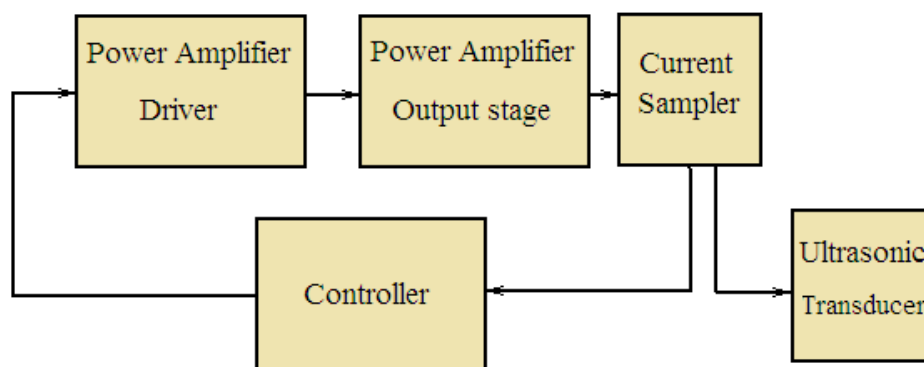 Power Amplifier
Driver
Power Amplifier
Output stage
Current
Sampler
Controller
Ultrasonic
Transducer